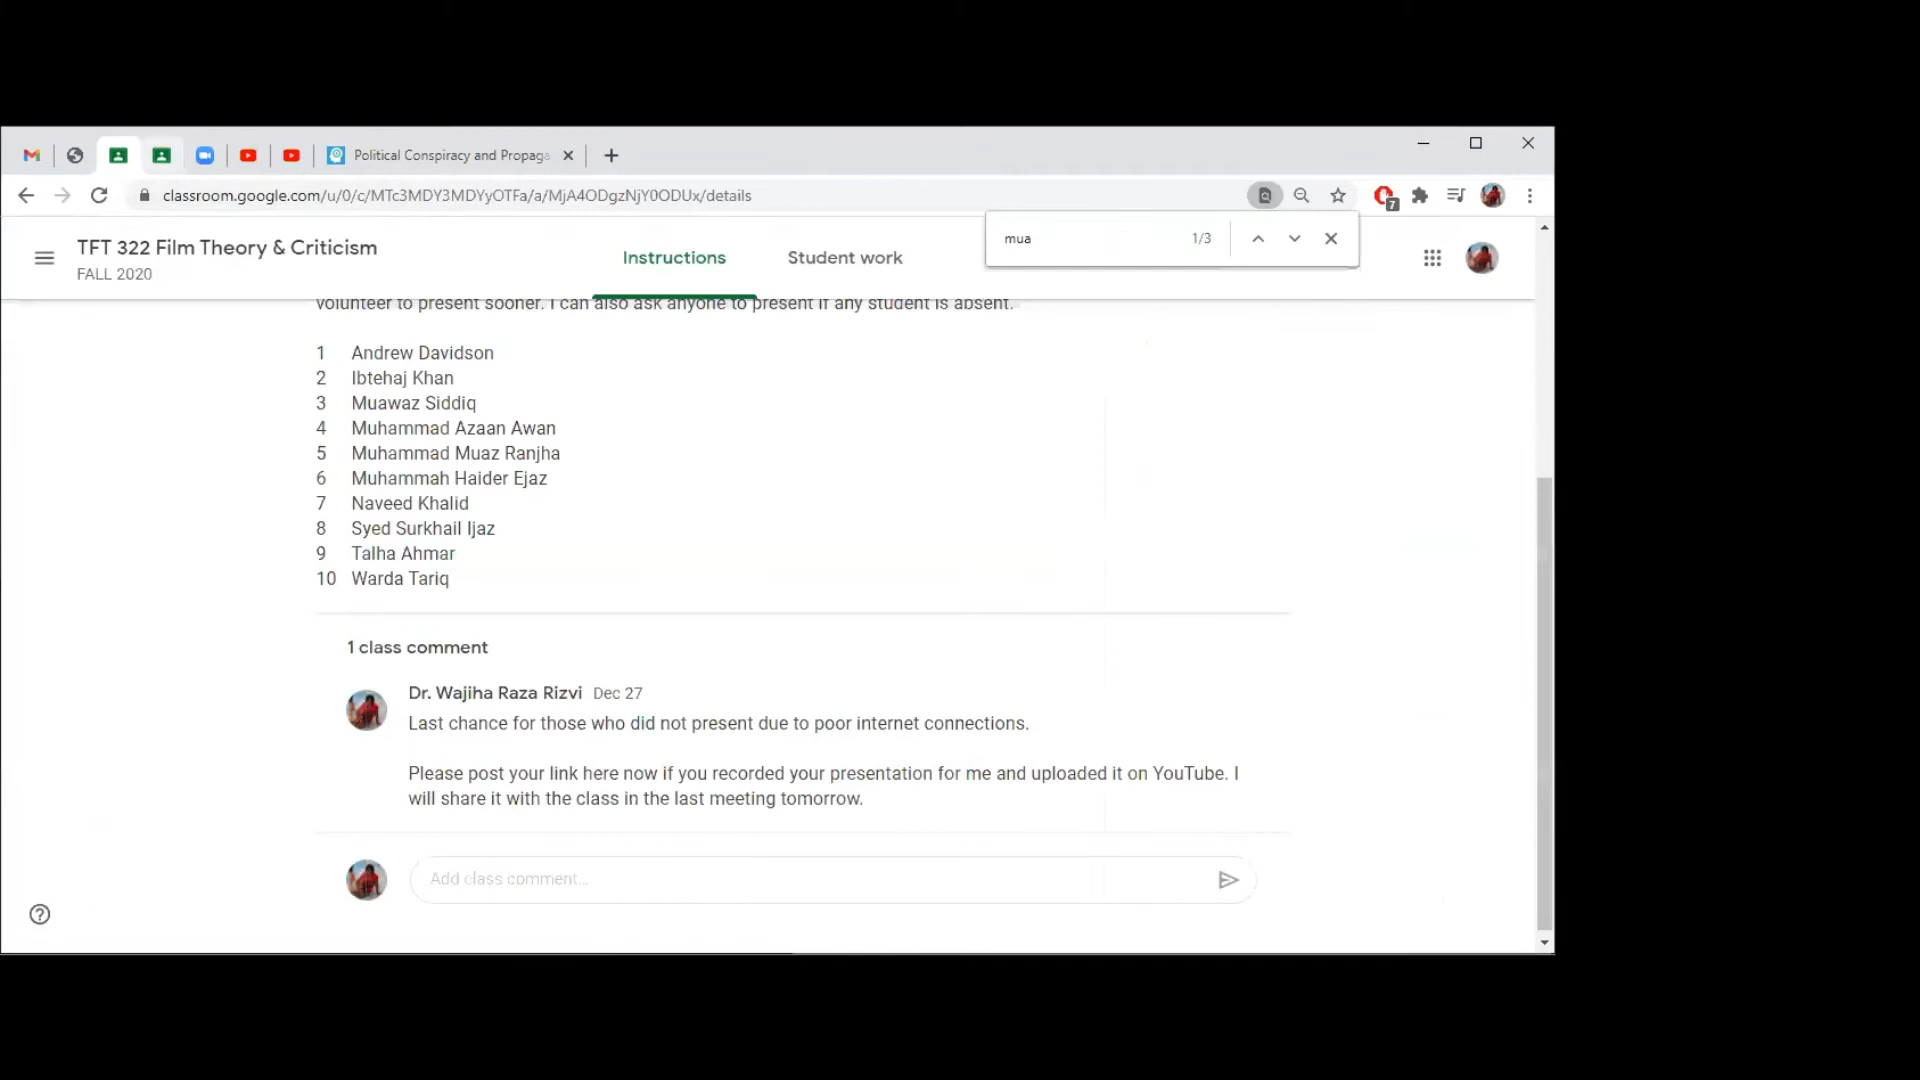 Political Conspiracy and Propaga
classroom.google.com/u/0/c/MTc3MDY3MDYyOTFa/a/MjA4ODgzNjY0ODUx/details
7
mua 1/3
TFT 322 Film Theory & Criticism
FALL 2020
Instructions
Student work
volunteer to present sooner. I can also ask anyone to present if any student is absent.
1 Andrew Davidson
2 Ibtehaj Khan
3 Muawaz Siddiq
4 Muhammad Azaan Awan
5 Muhammad Muaz Ranjha
6 Muhammah Haider Ejaz
7 Naveed Khalid
8 Syed Surkhail Ijaz
9 Talha Ahmar
10 Warda Tariq
1 class comment
Dr. Wajiha Raza Rizvi Dec 27
Last chance for those who did not present due to poor internet connections.
Please post your link here now if you recorded your presentation for me and uploaded it on YouTube. I
will share it with the class in the last meeting tomorrow.
Add class comment...